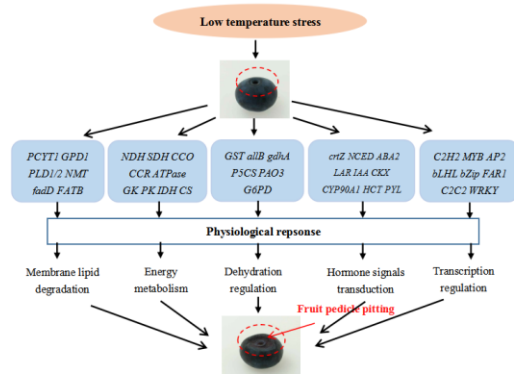 Low temperature stress
PCYT1 GPD1
PLD1/2 NMT
fadD FATB
NDH SDH CCO
CCR ATPase
GK PK IDH CS
GST allB gdhA
P5CS PAO3
G6PD
crtZ NCED ABA2
LAR IAA CKX
CYP90A1 HCT PYL
C2H2 MYB AP2
bLHL bZip FAR1
C2C2 WRKY
Physiological repsonse
Membrane lipid
degradation
Energy
metabolism
Dehydration
regulation
Hormone signals
transduction
Transcription
regulation
Fruit pedicle pitting